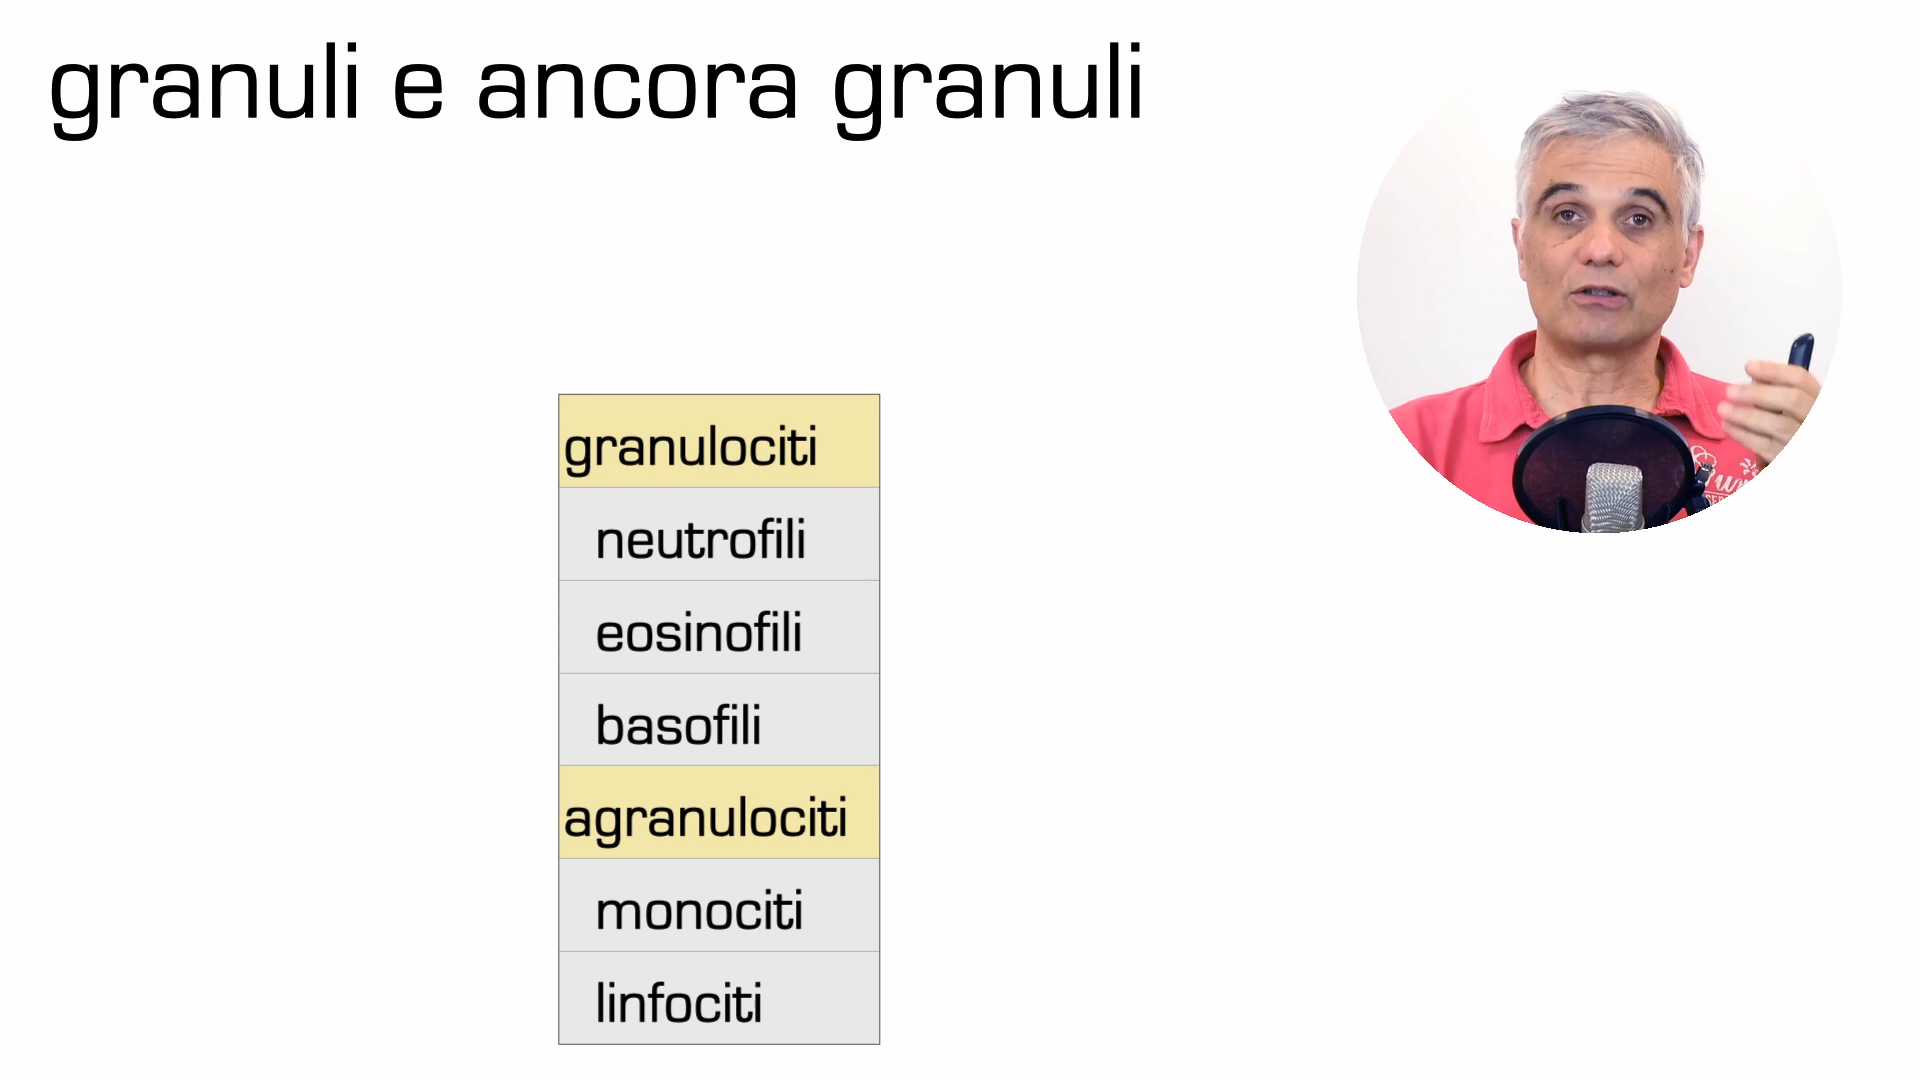 granuli e ancora granuli
granulociti
neutrofili
eosinofili
basofili
agranulociti
monociti
linfociti